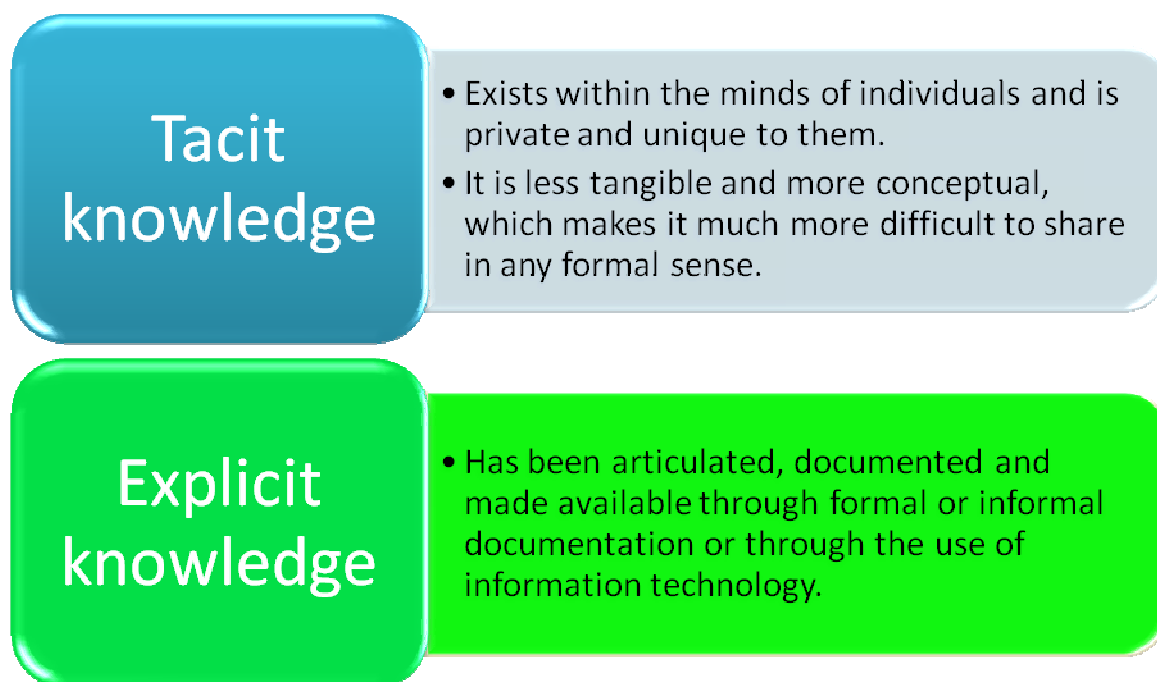 Tacit
knowledge
• Exists within the minds of individuals and is
private and unique to them.
• It is less tangible and more conceptual,
which makes it much more difficult to share
in any formal sense.
Explicit
knowledge
• Has been articulated, documented and
made available through formal or informal
documentation or through the use of
information technology.